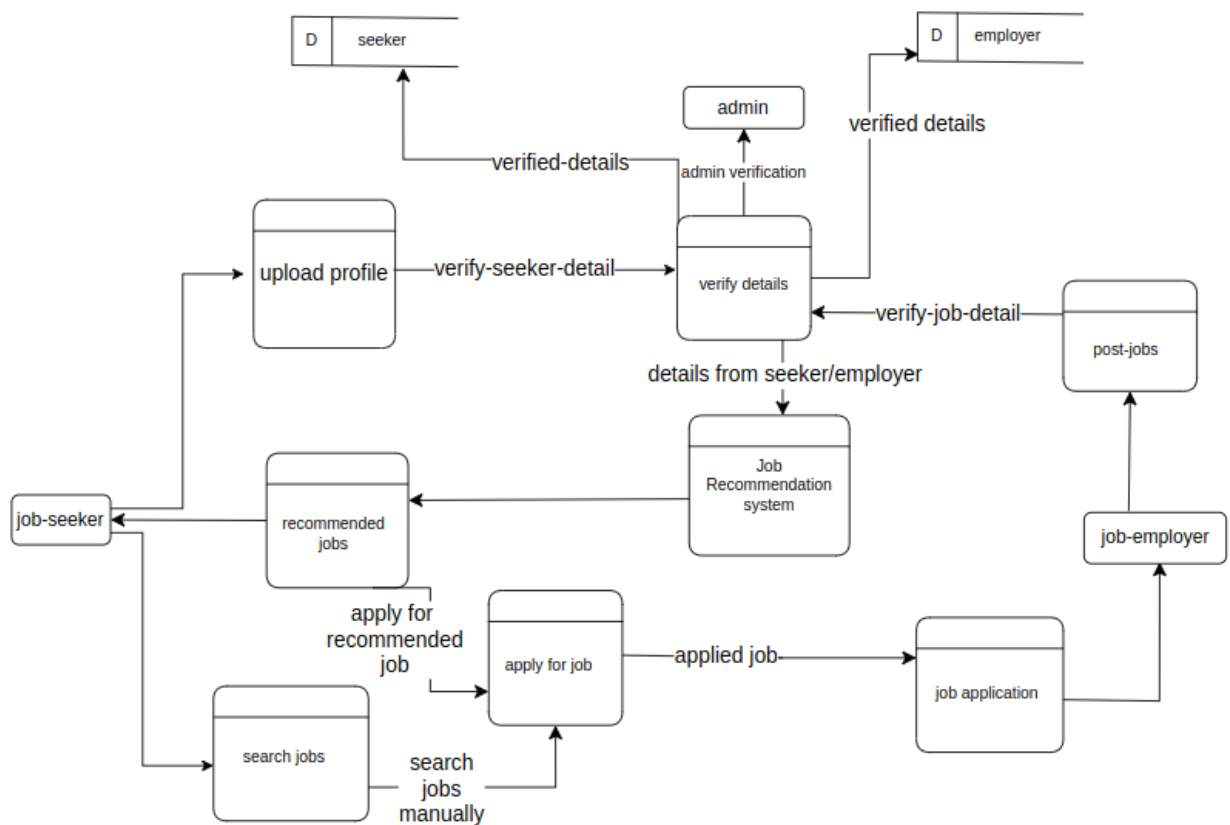 D
seeker
D
employer
admin
verified details
verified-details
admin verification
upload profile
verify-seeker-detail
verify details
verify-job-detail
post-jobs
details from seeker/employer
Job
Recommendation
system
job-seeker
recommended
jobs
job-employer
apply for
recommended
job
apply for job
applied job
job application
search jobs
search
jobs
manually